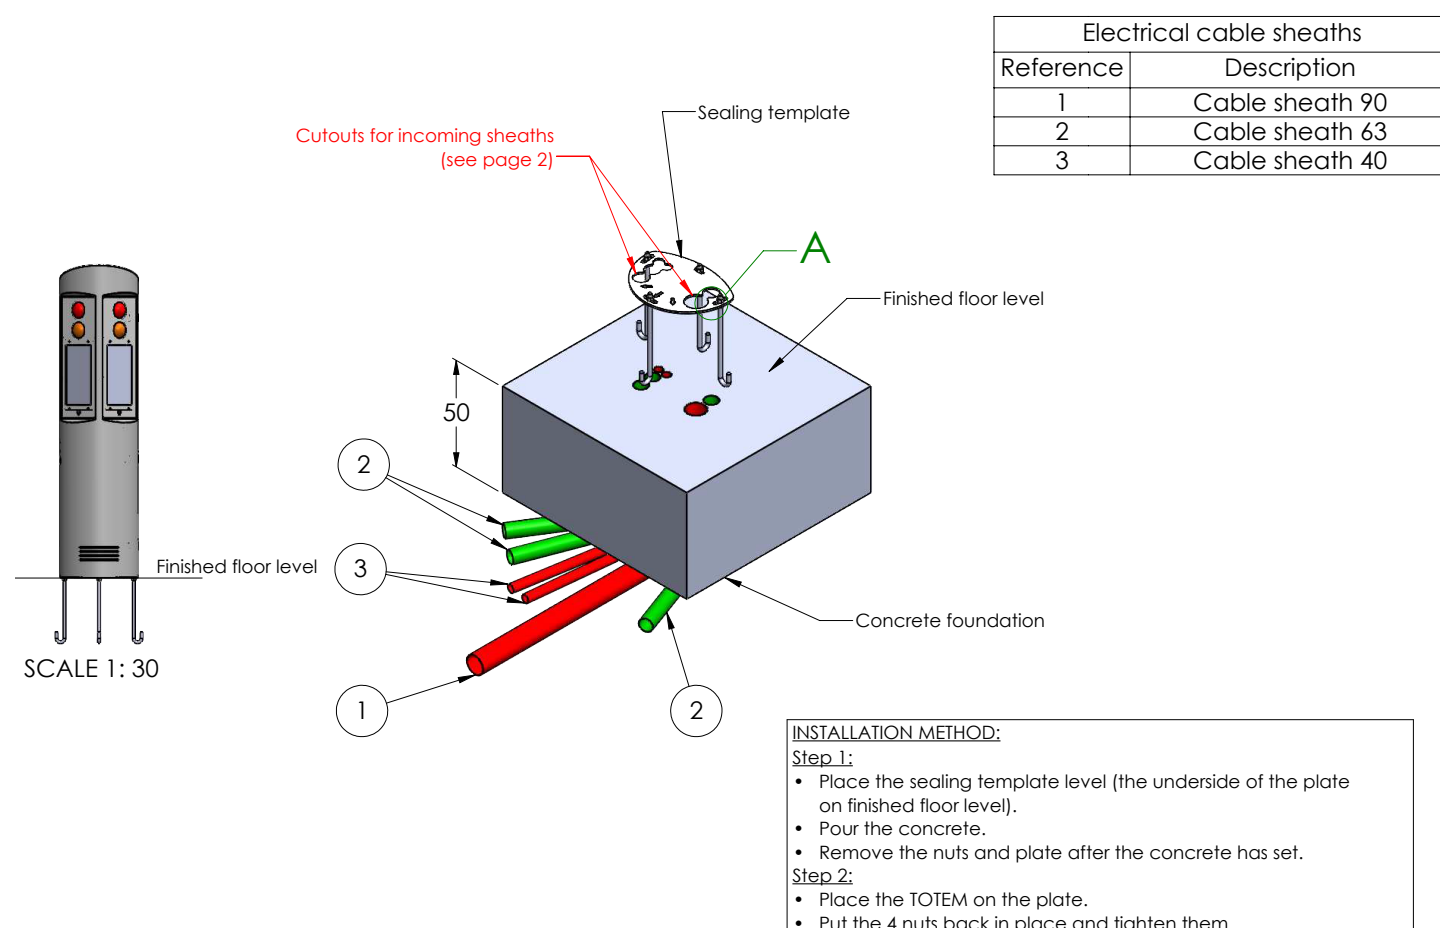 Electrical cable sheaths
Reference Description
1 Cable sheath 90
2 Cable sheath 63
3 Cable sheath 40
Sealing template
Cutouts for incoming sheaths
(see page 2)
A
Finished floor level
50
2
Finished floor level
3
Concrete foundation
SCALE 1: 30
1
2
INSTALLATION METHOD:
Step 1:
• Place the sealing template level (the underside of the plate
on finished floor level).
• Pour the concrete.
• Remove the nuts and plate after the concrete has set.
Step 2:
• Place the TOTEM on the plate.
• Put the 4 nuts back in place and tighten them